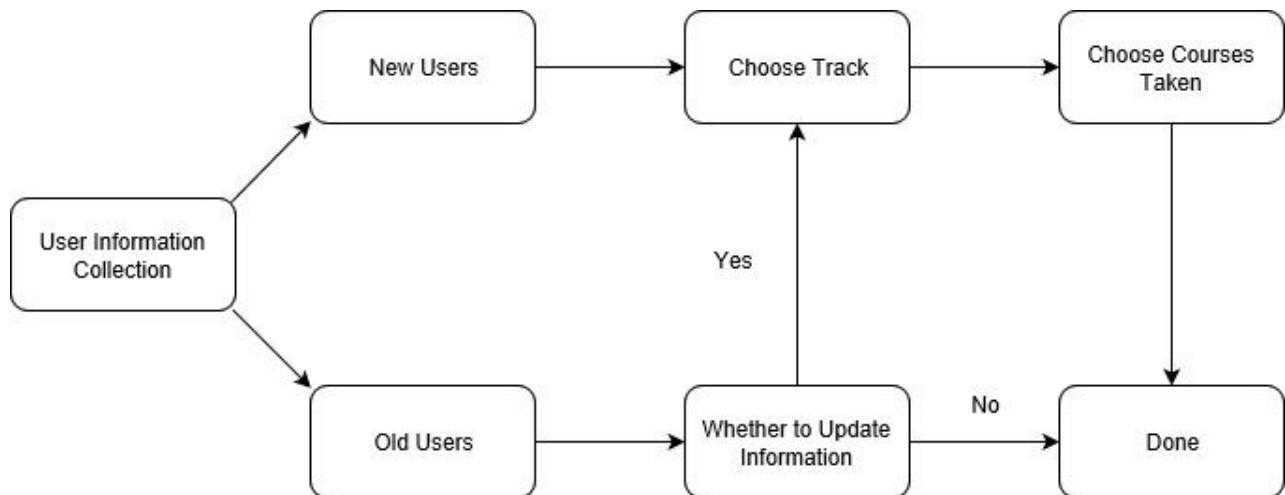 New Users
Choose Track
Choose Courses
Taken
User Information
Collection
Yes
Old Users
Whether to Update
Information
No
Done